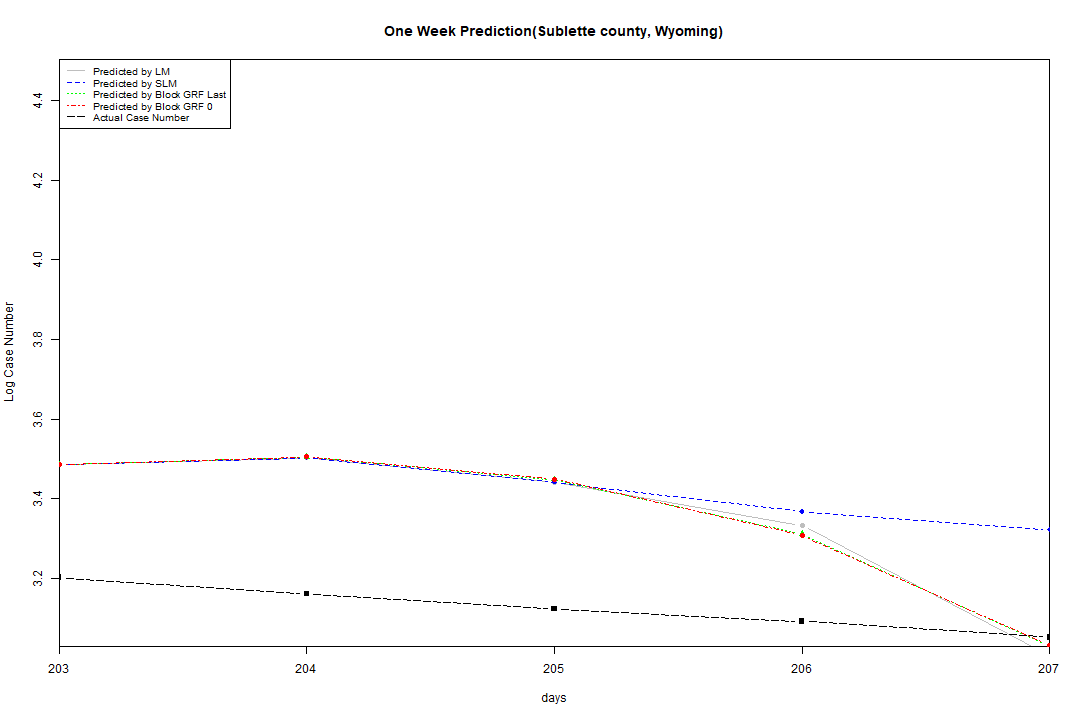 One Week Prediction(Sublette county, Wyoming)
Predicted by LM
Predicted by SLM
Predicted by Block GRF Last
Predicted by Block GRF 0
Actual Case Number
4.4
4.2
4.0
3.8
3.6
3.4
3.2
Log Case Number
203
204
205
206
207
days